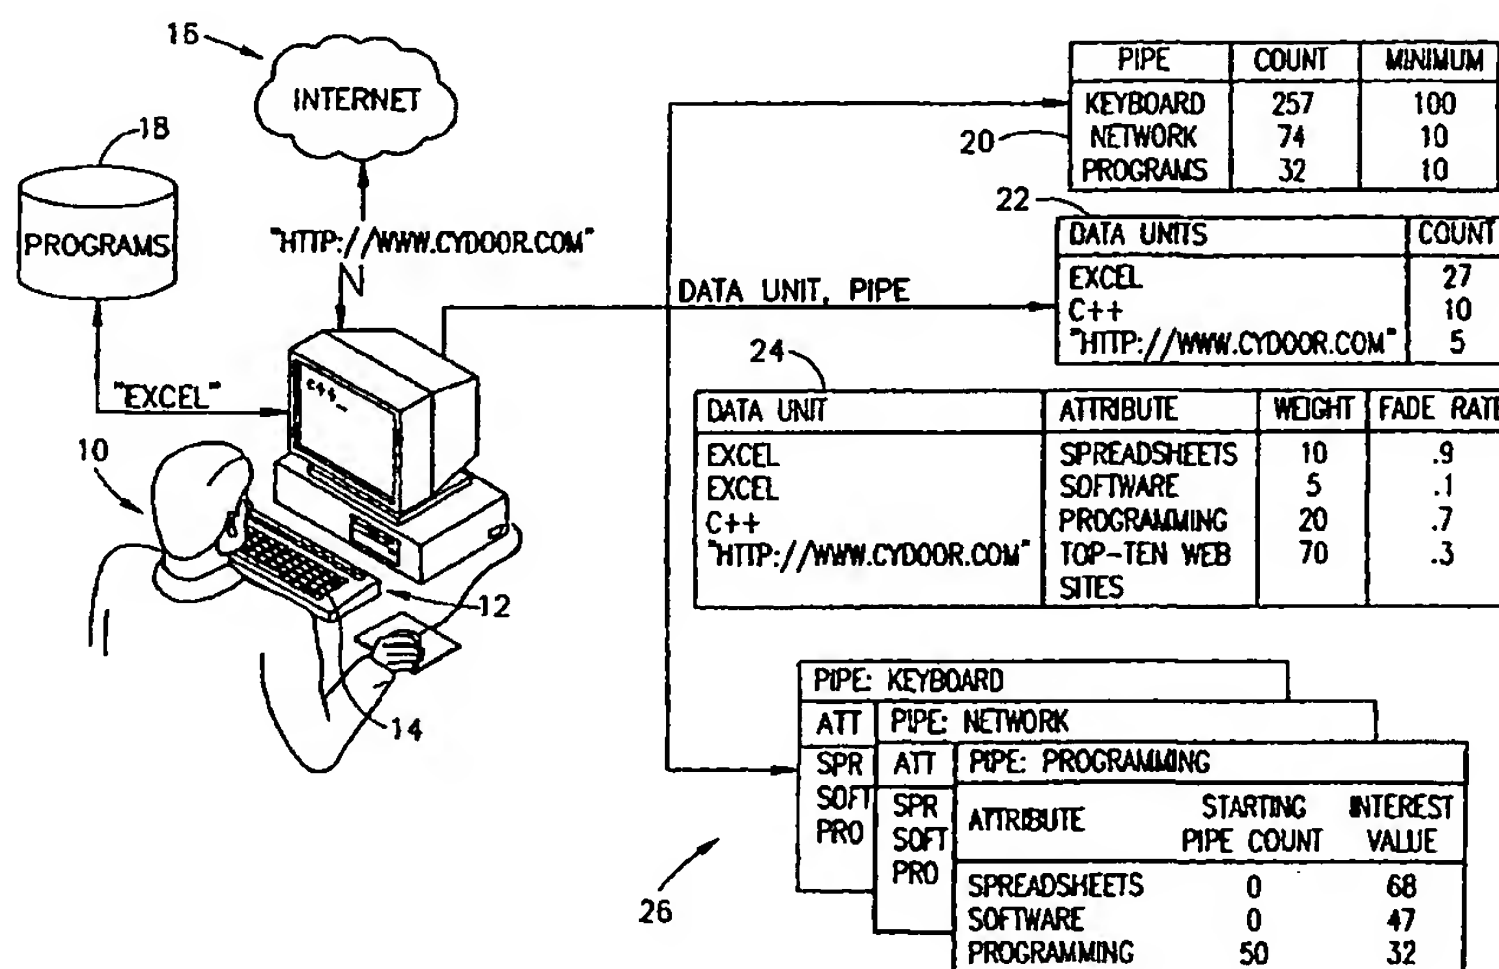 16
INTERNET
18
PROGRAMS
"HTTP://WWW.CYDOOR.COM"
"EXCEL"
C++_
10
12
14
DATA UNIT, PIPE
20
PIPE COUNT MINIMUM
KEYBOARD 257 100
NETWORK 74 10
PROGRAMS 32 10
22
DATA UNITS COUNT
EXCEL 27
C++ 10
"HTTP://WWW.CYDOOR.COM" 5
24
DATA UNIT ATTRIBUTE WEIGHT FADE RATE
EXCEL SPREADSHEETS 10 .9
EXCEL SOFTWARE 5 .1
C++ PROGRAMMING 20 .7
"HTTP://WWW.CYDOOR.COM" TOP-TEN WEB 70 .3
SITES
26
PIPE: KEYBOARD
ATT
SPR
SOFT
PRO
PIPE: NETWORK
ATT
SPR
SOFT
PRO
PIPE: PROGRAMMING
ATTRIBUTE STARTING INTEREST
PIPE COUNT VALUE
SPREADSHEETS 0 68
SOFTWARE 0 47
PROGRAMMING 50 32